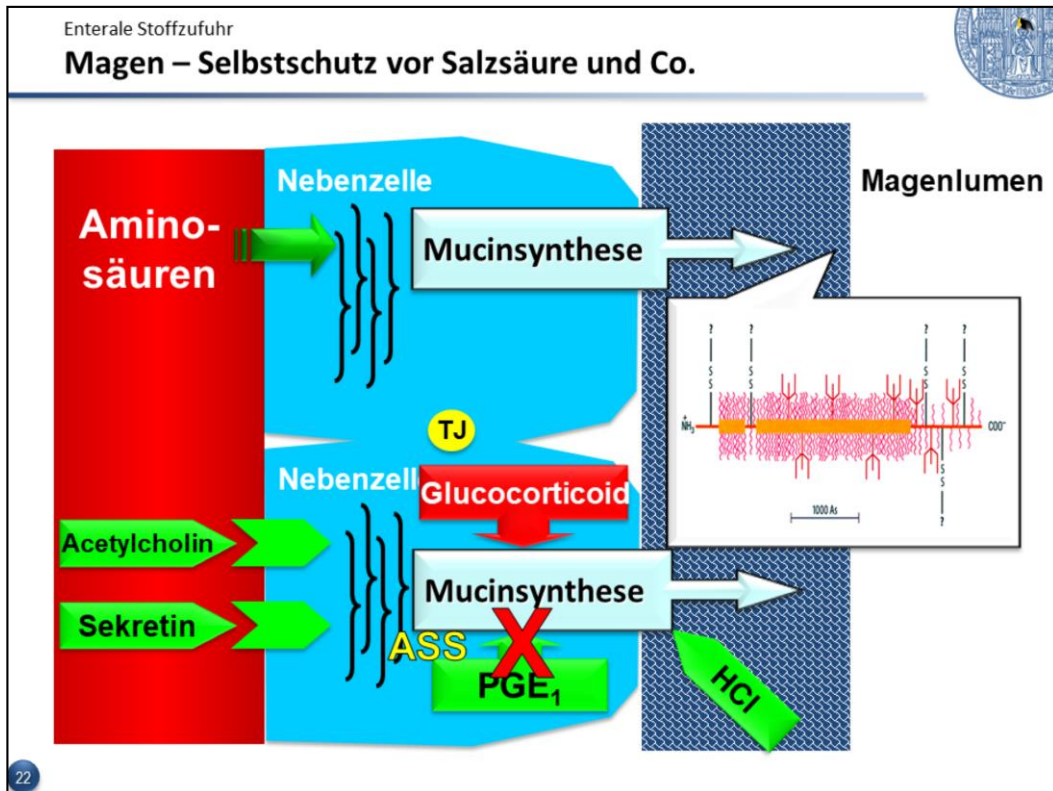 Enterale Stoffzufuhr
Magen – Selbstschutz vor Salzsäure und Co.
Nebenzelle
Magenlumen
Amino-
säuren
Mucinsynthese
? ? ? ?
S S S S
S S S S
⁺NH₃ COO⁻
S
S
?
1000 As
TJ
Nebenzelle
Glucocorticoid
Acetylcholin
Mucinsynthese
Sekretin
ASS
X
PGE₁
HCl
22